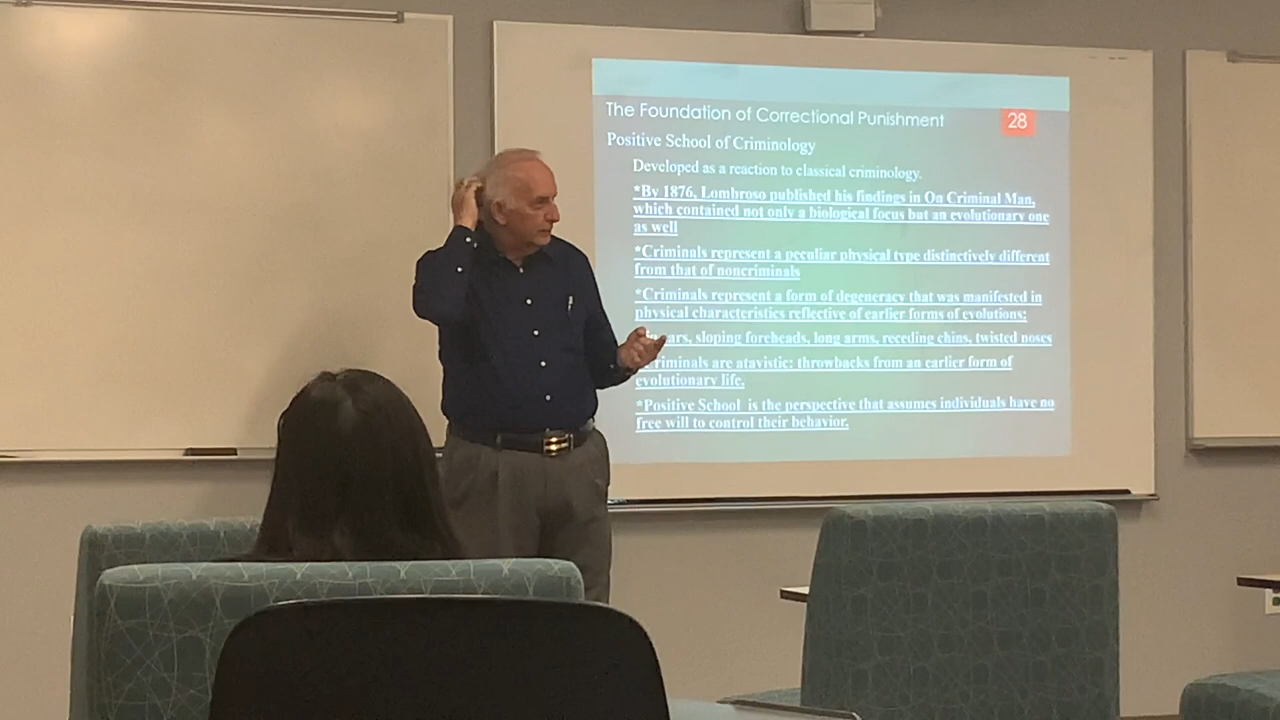 The Foundation of Correctional Punishment
28
Positive School of Criminology
Developed as a reaction to classical criminology.
*By 1876, Lombroso published his findings in On Criminal Man,
which contained not only a biological focus but an evolutionary one
as well
*Criminals represent a peculiar physical type distinctively different
from that of noncriminals
*Criminals represent a form of degeneracy that was manifested in
physical characteristics reflective of earlier forms of evolutions:
sloping foreheads, long arms, receding chins, twisted noses
are atavistic: throwbacks from an earlier form of
evolutionary life.
*Positive School is the perspective that assumes individuals have no
free will to control their behavior.